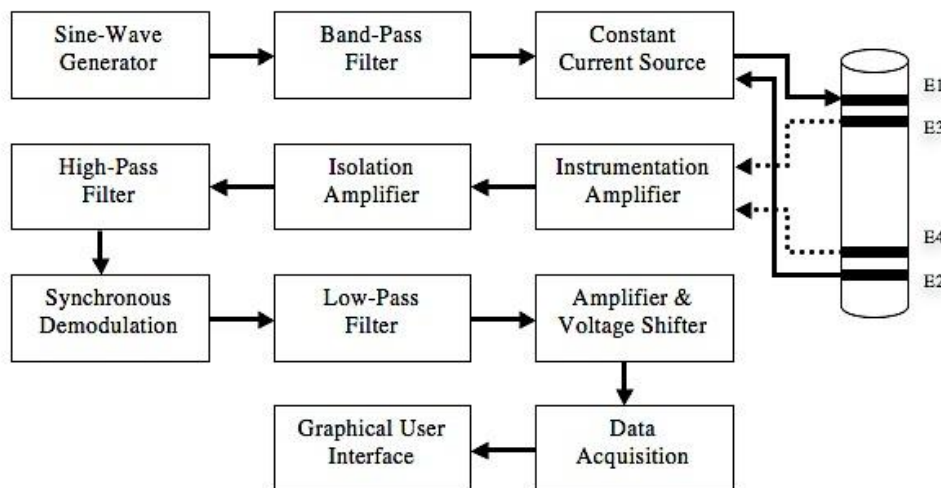 Sine-Wave
Generator
Band-Pass
Filter
Constant
Current Source
E1
E3
High-Pass
Filter
Isolation
Amplifier
Instrumentation
Amplifier
E4
E2
Synchronous
Demodulation
Low-Pass
Filter
Amplifier &
Voltage Shifter
Graphical User
Interface
Data
Acquisition